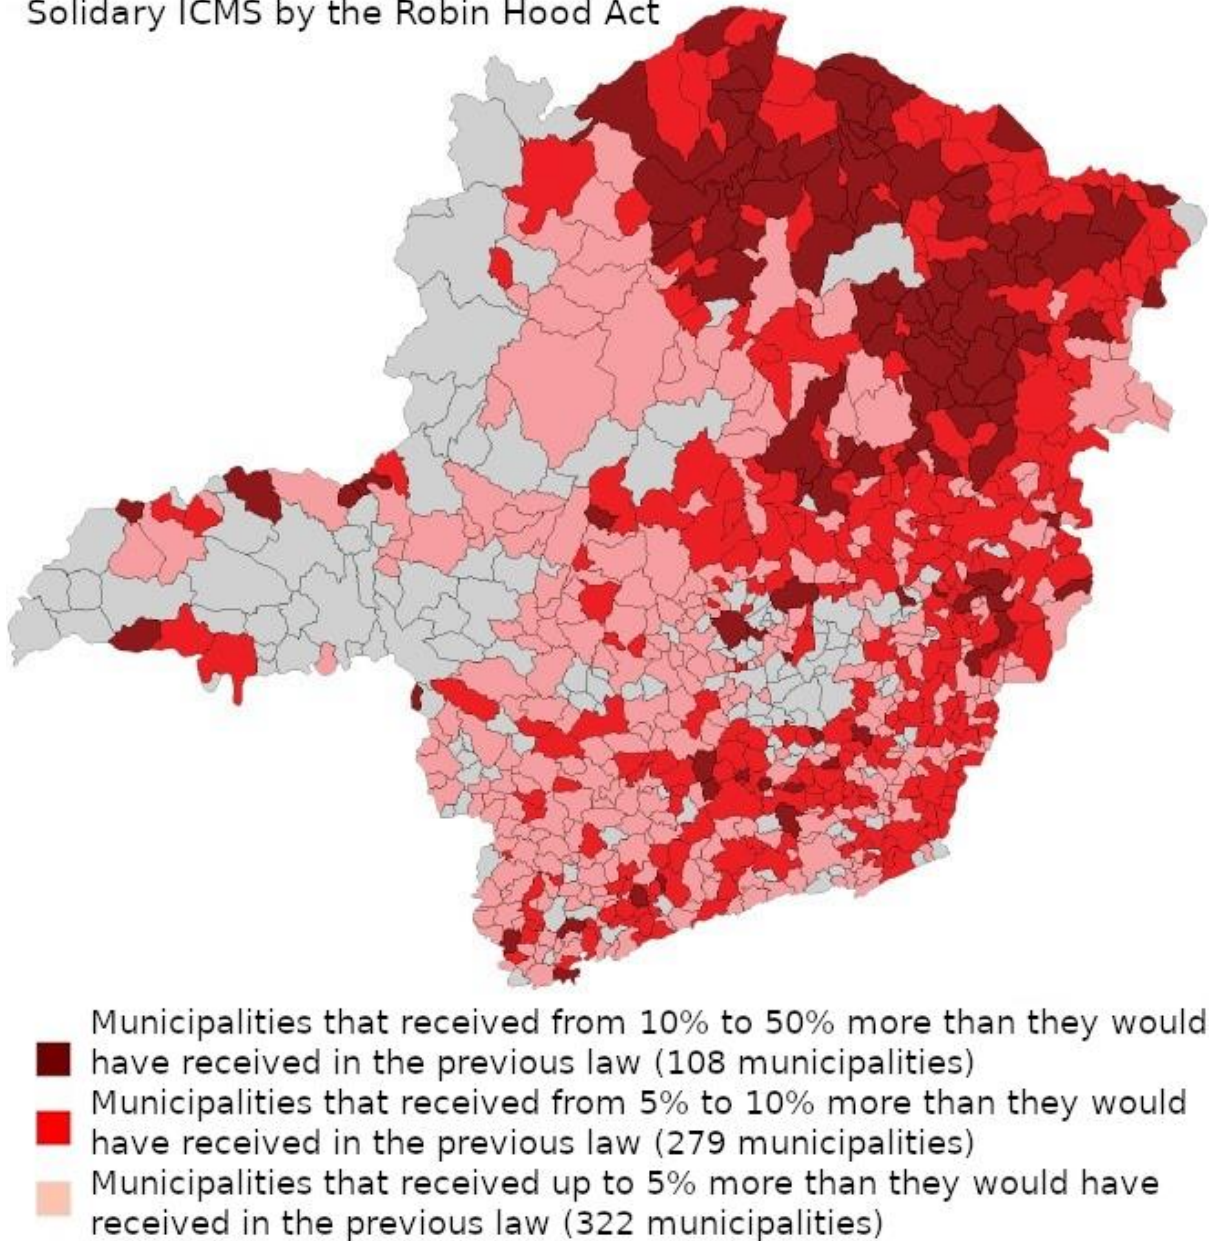 Solidary ICMS by the Robin Hood Act
Municipalities that received from 10% to 50% more than they would
have received in the previous law (108 municipalities)
Municipalities that received from 5% to 10% more than they would
have received in the previous law (279 municipalities)
Municipalities that received up to 5% more than they would have
received in the previous law (322 municipalities)